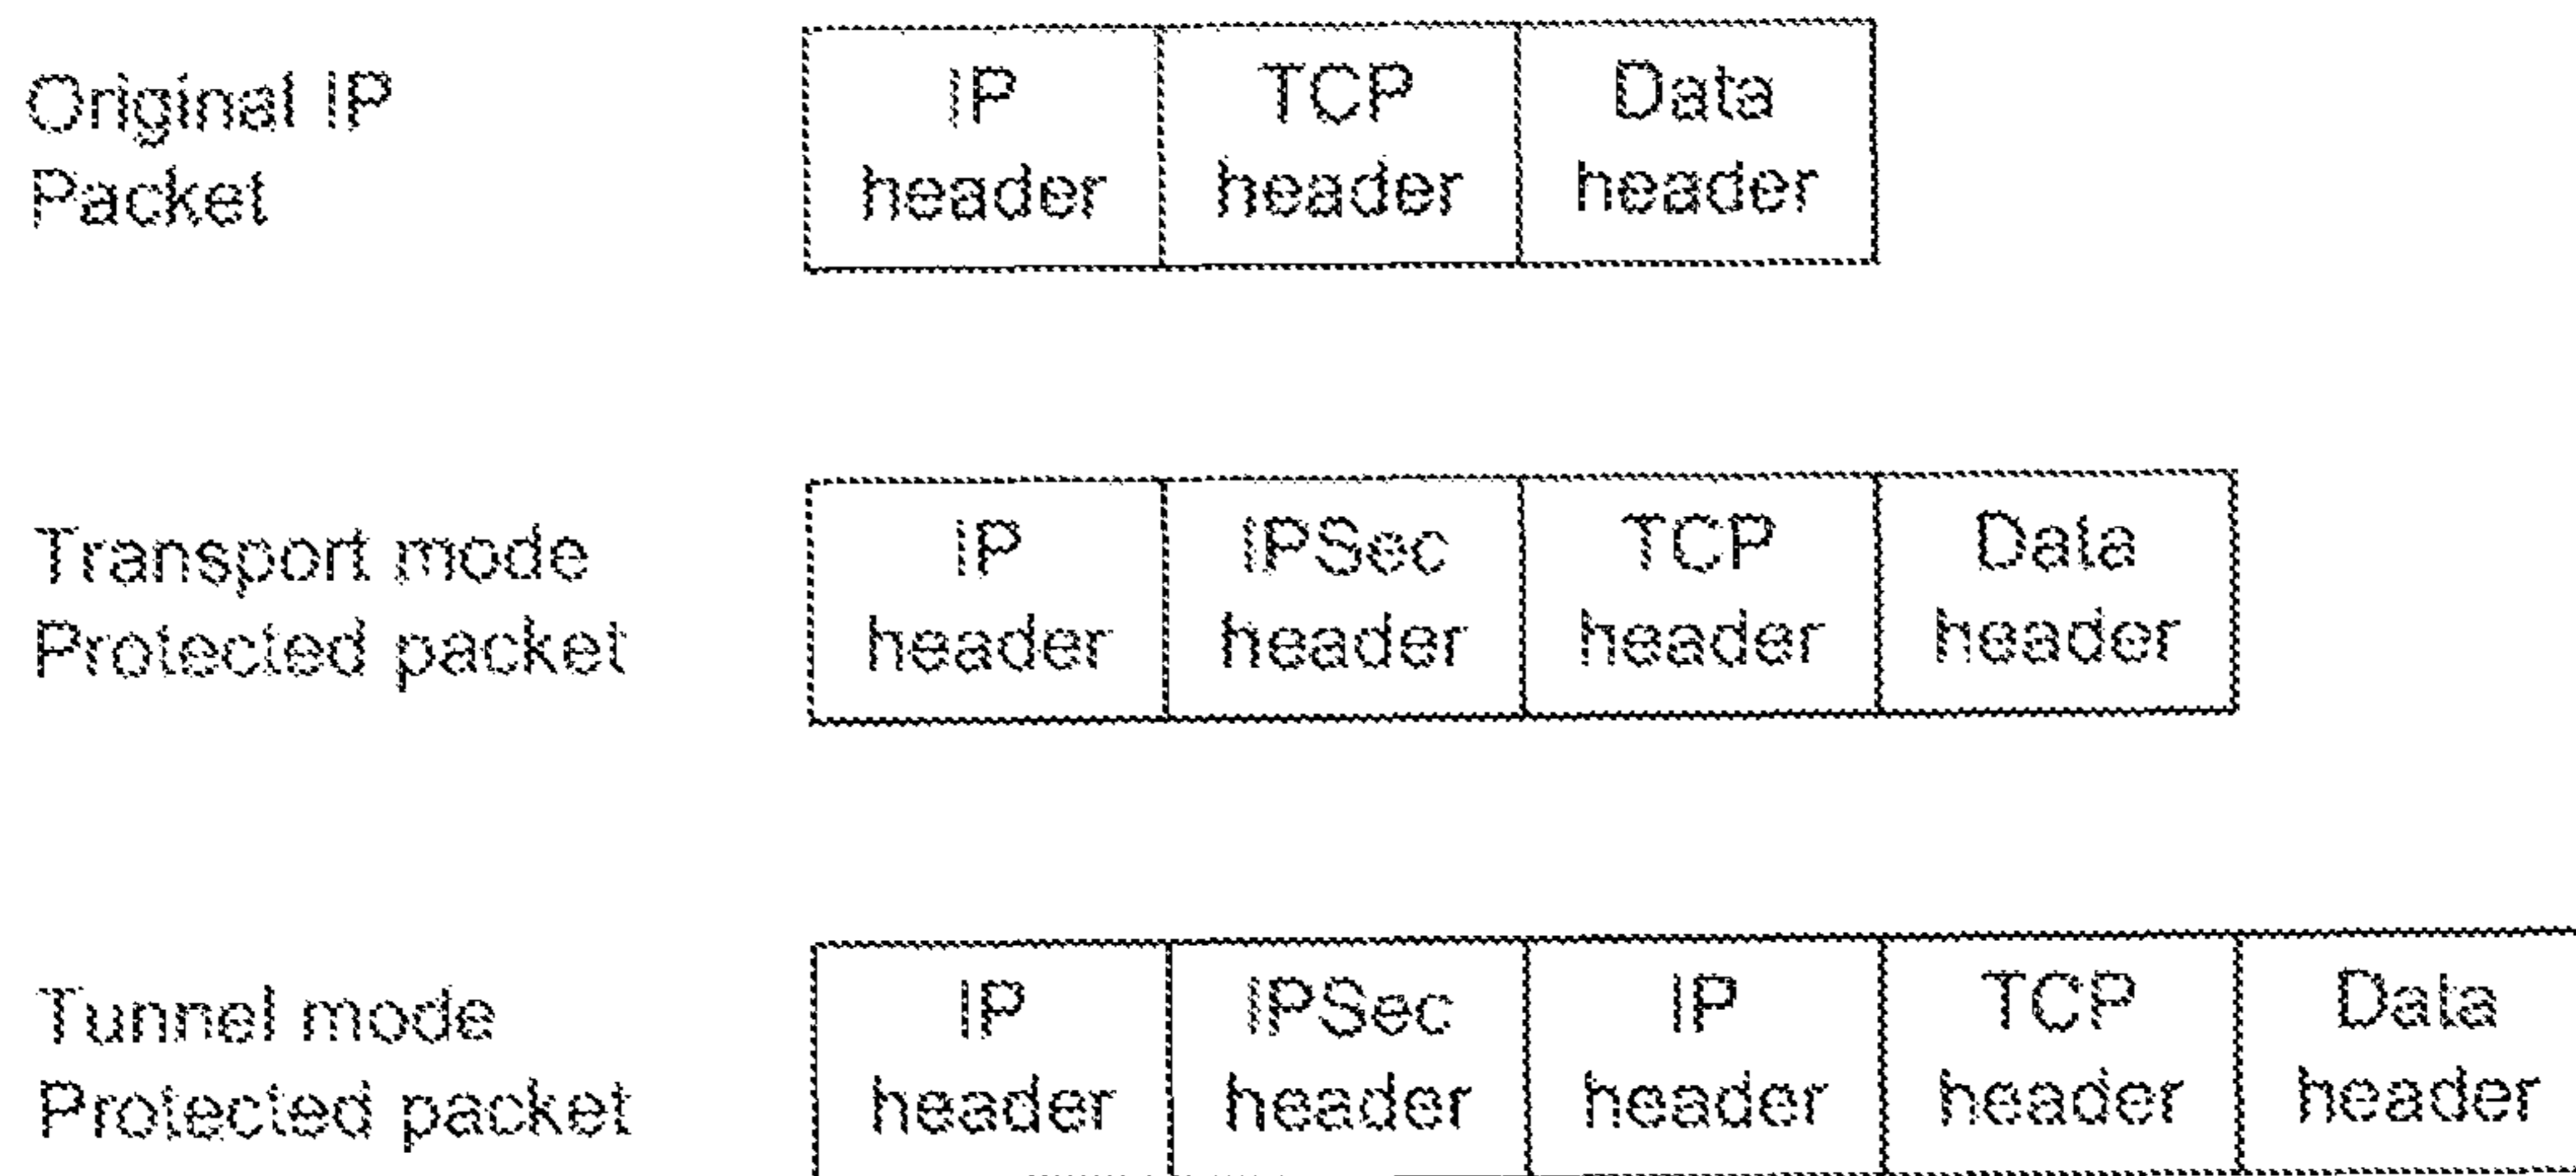 Original IP
Packet
IP TCP Data
header header header
Transport mode
Protected packet
IP IPSec TCP Data
header header header header
Tunnel mode
Protected packet
IP IPSec IP TCP Data
header header header header header